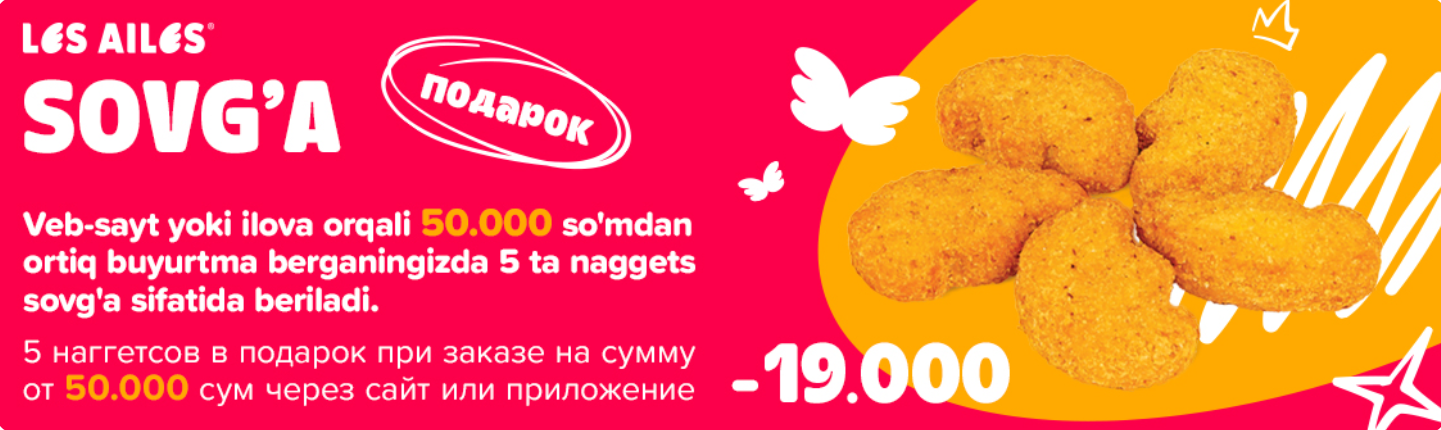 LES AILES®
SOVG'A
подарок
Veb-sayt yoki ilova orqali 50.000 so'mdan
ortiq buyurtma berganingizda 5 ta naggets
sovg'a sifatida beriladi.
5 наггетсов в подарок при заказе на сумму
от 50.000 сум через сайт или приложение
-19.000